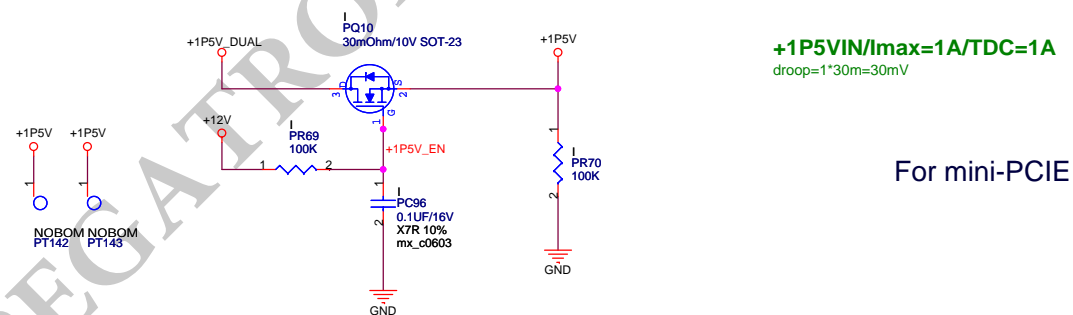 I
PQ10
30mOhm/10V SOT-23
+1P5V_DUAL
+1P5V
+1P5VIN/Imax=1A/TDC=1A
droop=1*30m=30mV
3
D
S
2
G
1
+12V
I
PR69
100K
1
2
+1P5V_EN
+1P5V
+1P5V
1
1
1
I
PR70
100K
2
For mini-PCIE
1
I
PC96
0.1UF/16V
X7R 10%
mx_c0603
2
NOBOM
PT142
NOBOM
PT143
GND
GND
PEGATRO